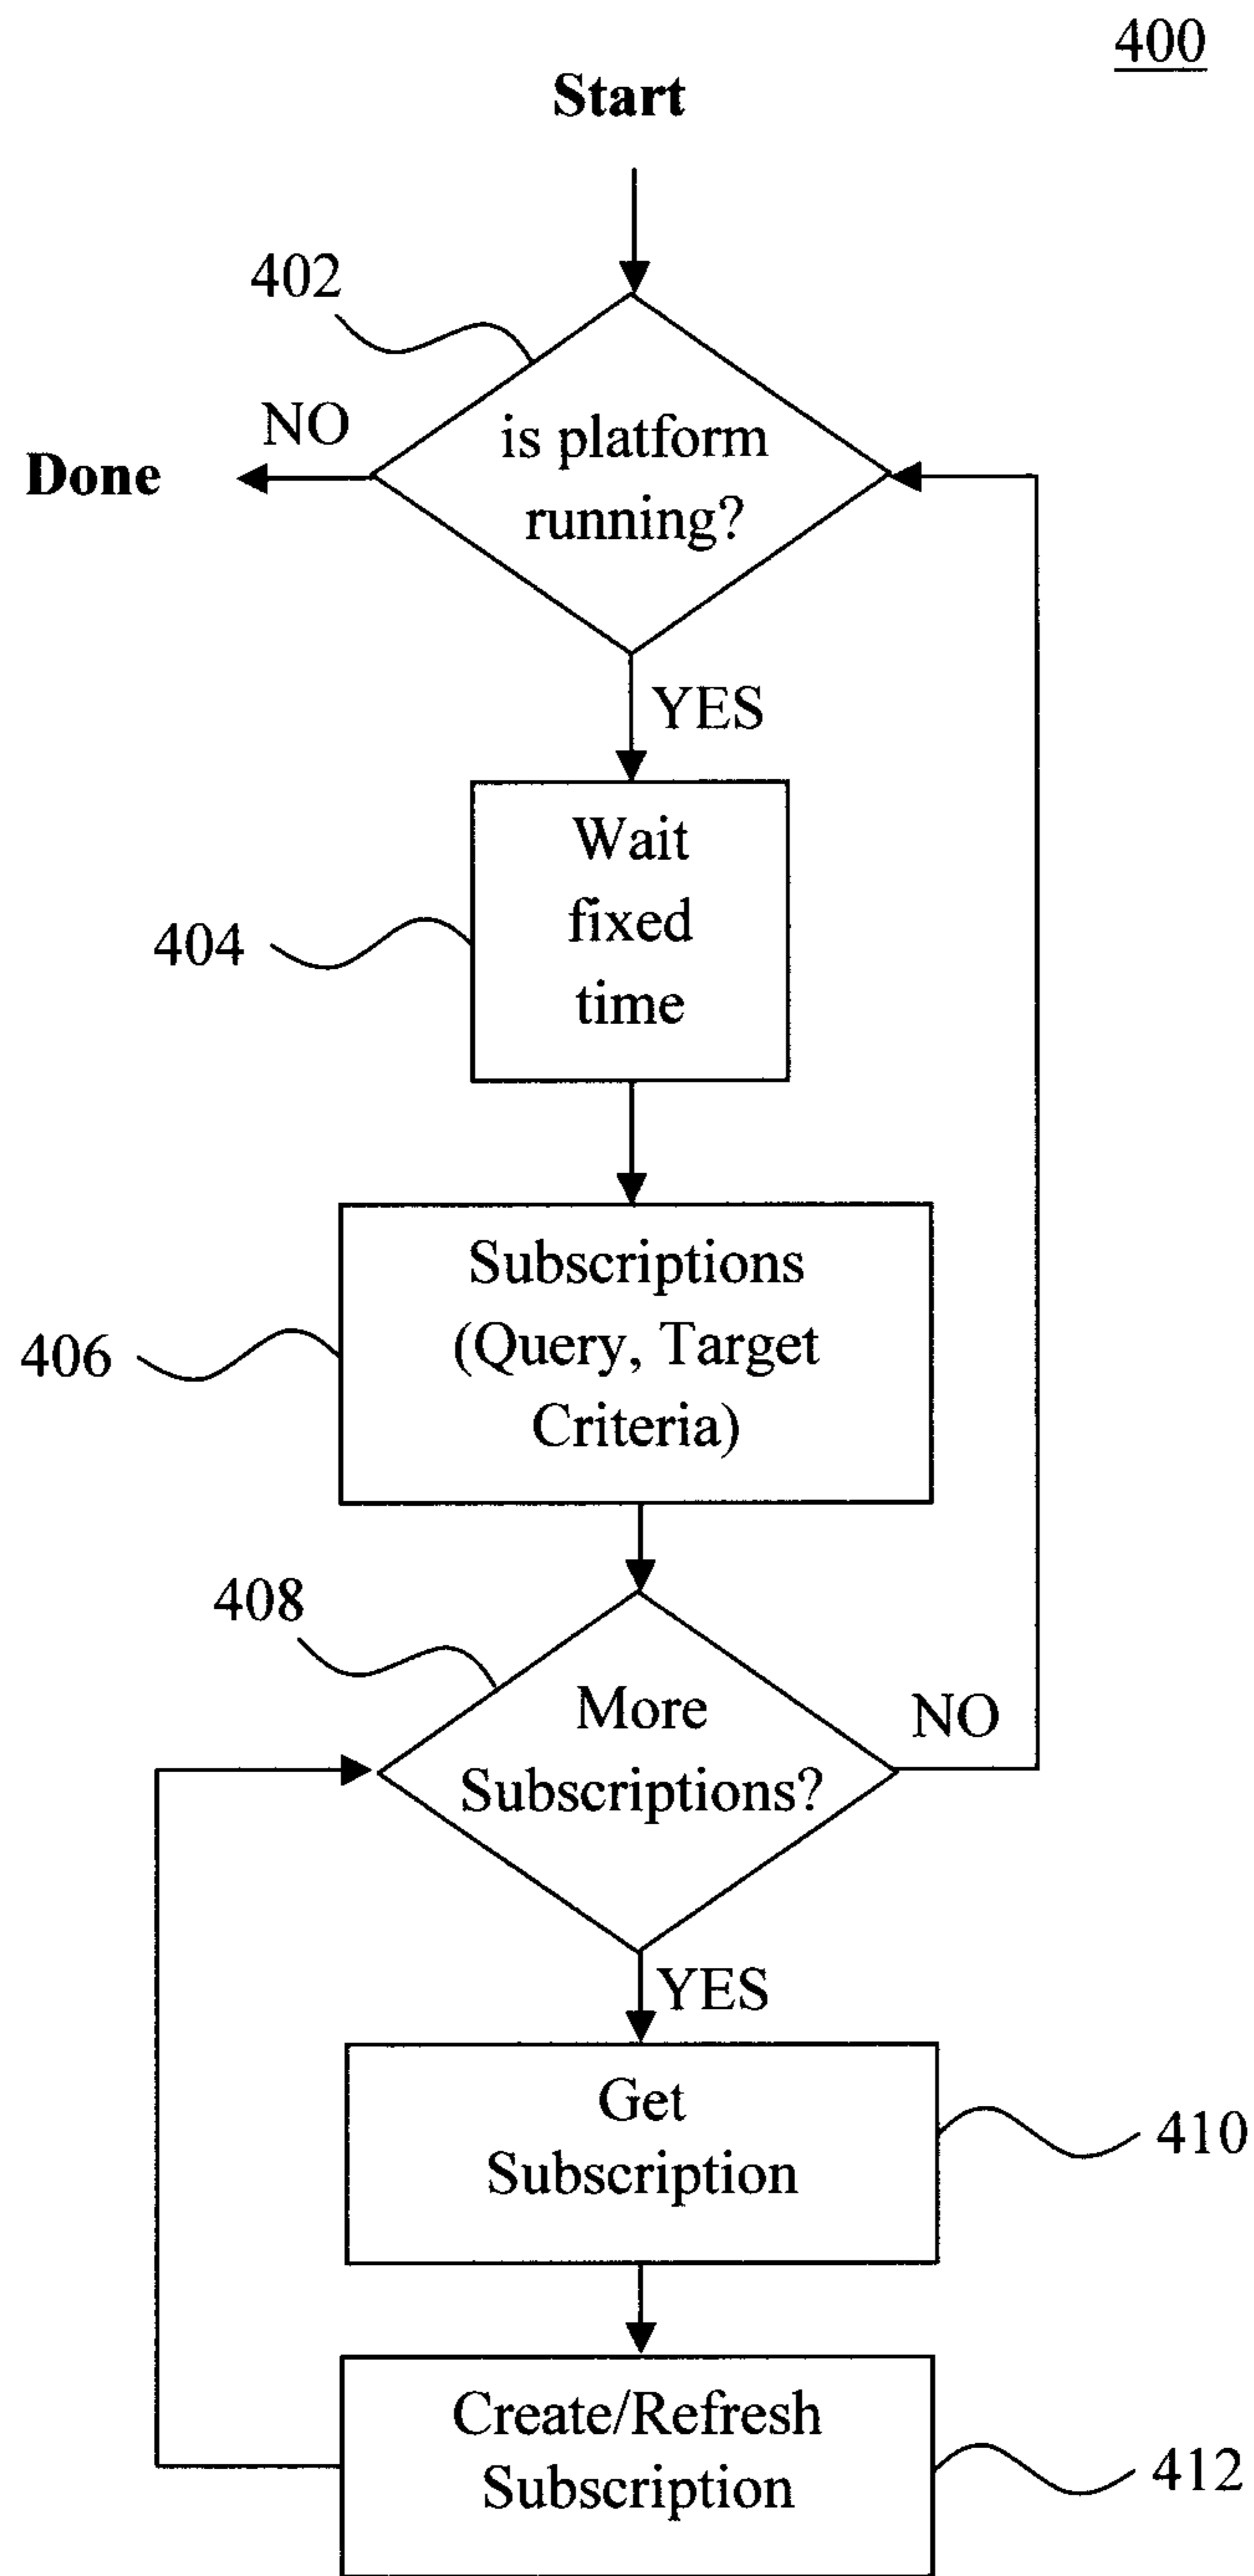 400
Start
402
NO
Done
is platform
running?
YES
Wait
fixed
time
404
Subscriptions
(Query, Target
Criteria)
406
408
More
Subscriptions?
NO
YES
Get
Subscription
410
Create/Refresh
Subscription
412